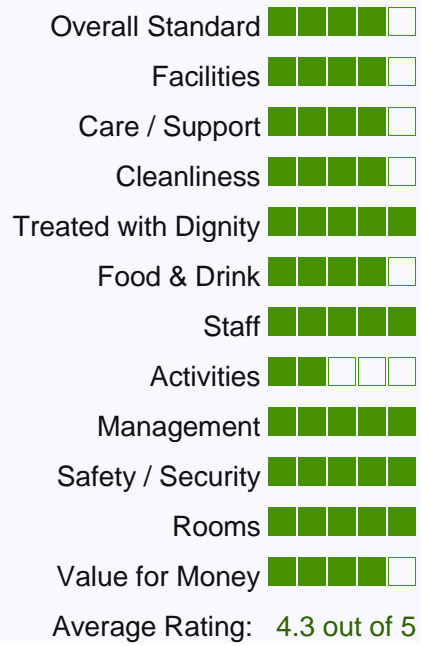 Overall Standard
Facilities
Care / Support
Cleanliness
Treated with Dignity
Food & Drink
Staff
Activities
Management
Safety / Security
Rooms
Value for Money
Average Rating: 4.3 out of 5